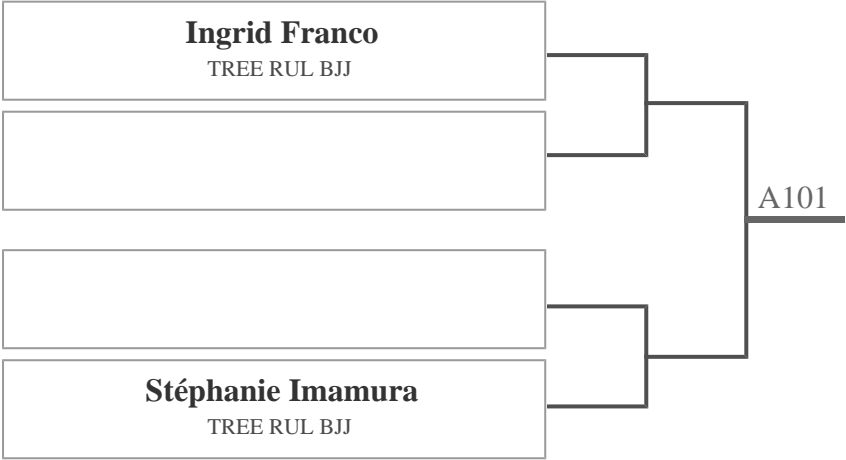 Ingrid Franco
TREE RUL BJJ
A101
Stéphanie Imamura
TREE RUL BJJ